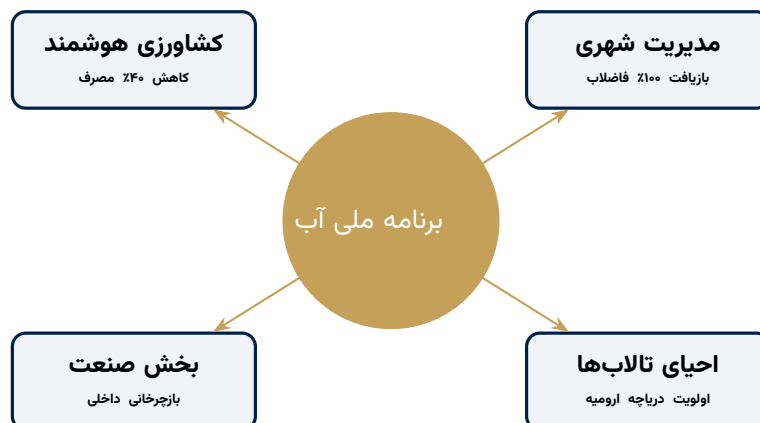 مدیریت شهری
بازیافت ۱۰۰٪ فاضلاب
کشاورزی هوشمند
کاهش ۴۰٪ مصرف
برنامه ملی آب
احیای تالاب‌ها
اولویت دریاچه ارومیه
بخش صنعت
بازچرخانی داخلی